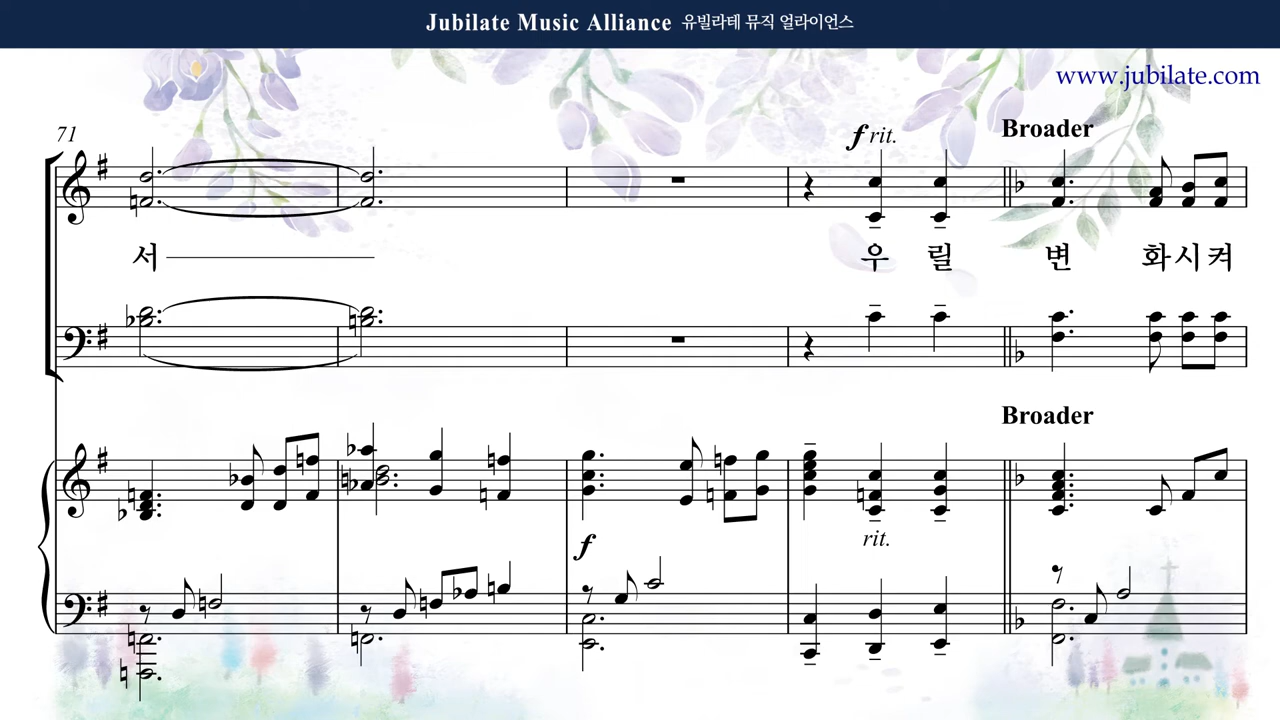 Jubilate Music Alliance 유빌라테 뮤직 얼라이언스
www.jubilate.com
71
f rit.
Broader
서 우 릴 변 화 시 켜
Broader
f
rit.